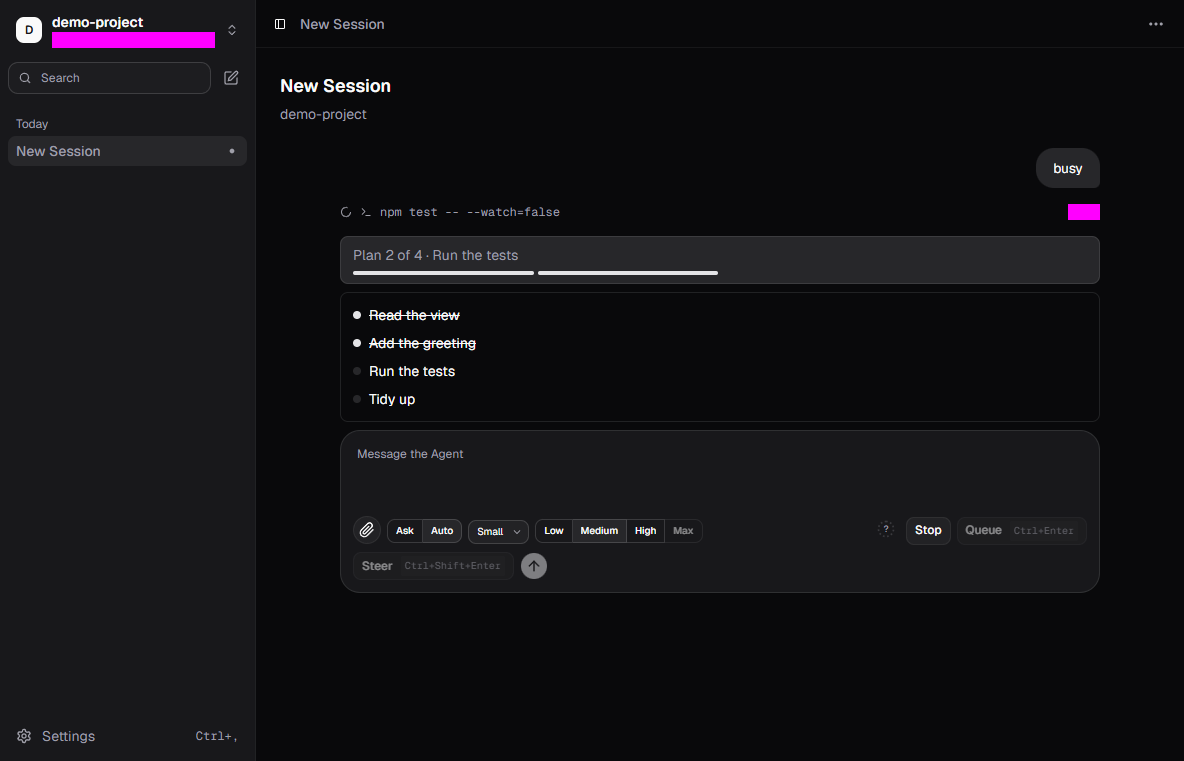 D
demo-project
Search
Today
New Session
Settings
Ctrl+,
New Session
New Session
demo-project
busy
npm test -- --watch=false
Plan 2 of 4 · Run the tests
Read the view
Add the greeting
Run the tests
Tidy up
Message the Agent
Ask Auto Small Low Medium High Max ? Stop Queue Ctrl+Enter
Steer Ctrl+Shift+Enter